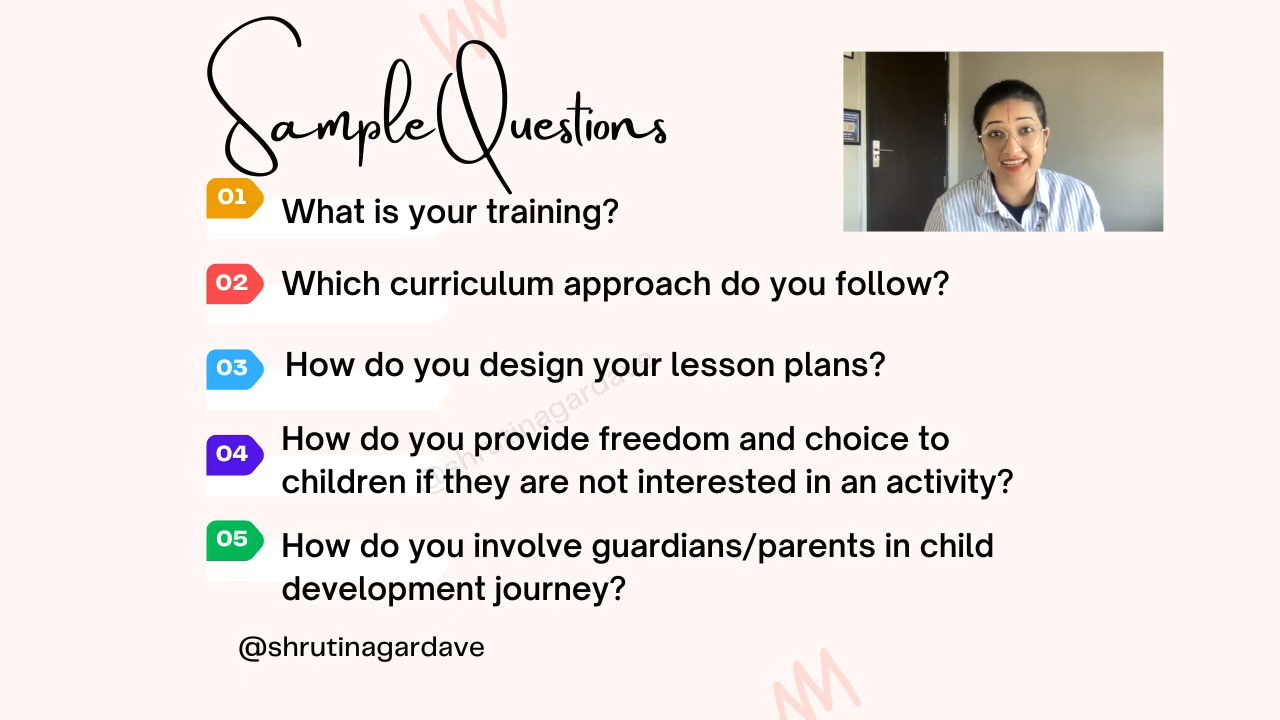 Sample Questions
01
What is your training?
02
Which curriculum approach do you follow?
03
How do you design your lesson plans?
04
How do you provide freedom and choice to
children if they are not interested in an activity?
05
How do you involve guardians/parents in child
development journey?
@shrutinagardave
@shrutinagardave